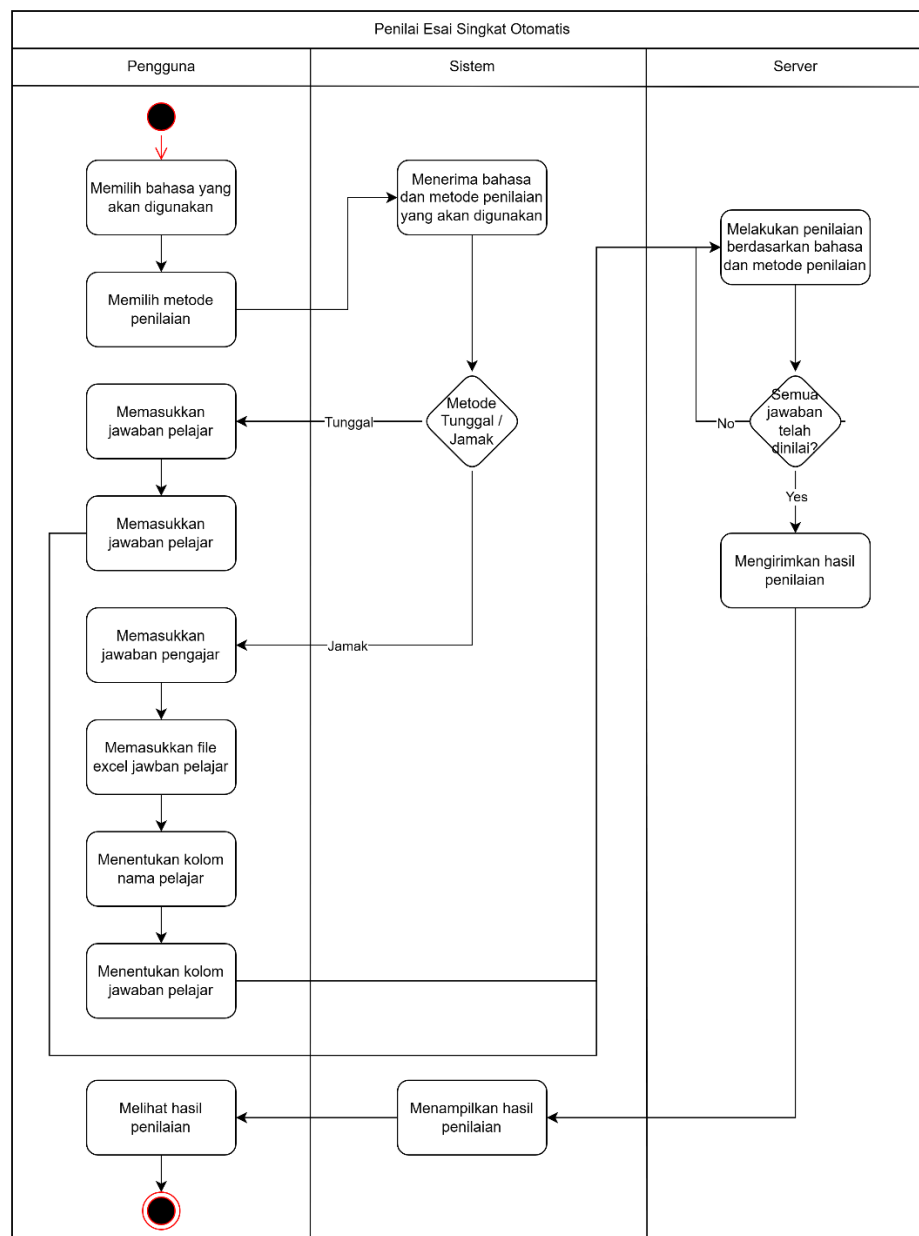 Penilai Esai Singkat Otomatis
Pengguna
Sistem
Server
Memilih bahasa yang
akan digunakan
Memilih metode
penilaian
Menerima bahasa
dan metode penilaian
yang akan digunakan
Melakukan penilaian
berdasarkan bahasa
dan metode penilaian
Metode
Tunggal /
Jamak
Tunggal
Semua
jawaban
telah
dinilai?
No
Yes
Memasukkan
jawaban pelajar
Memasukkan
jawaban pelajar
Mengirimkan hasil
penilaian
Jamak
Memasukkan
jawaban pengajar
Memasukkan file
excel jawban pelajar
Menentukan kolom
nama pelajar
Menentukan kolom
jawaban pelajar
Melihat hasil
penilaian
Menampilkan hasil
penilaian